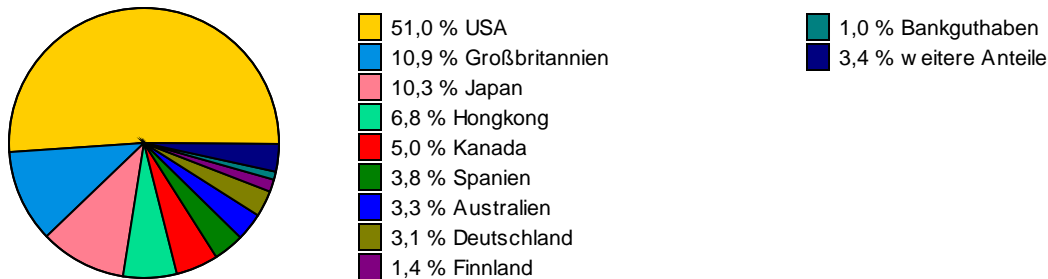 51,0 % USA
10,9 % Großbritannien
10,3 % Japan
6,8 % Hongkong
5,0 % Kanada
3,8 % Spanien
3,3 % Australien
3,1 % Deutschland
1,4 % Finnland
1,0 % Bankguthaben
3,4 % weitere Anteile